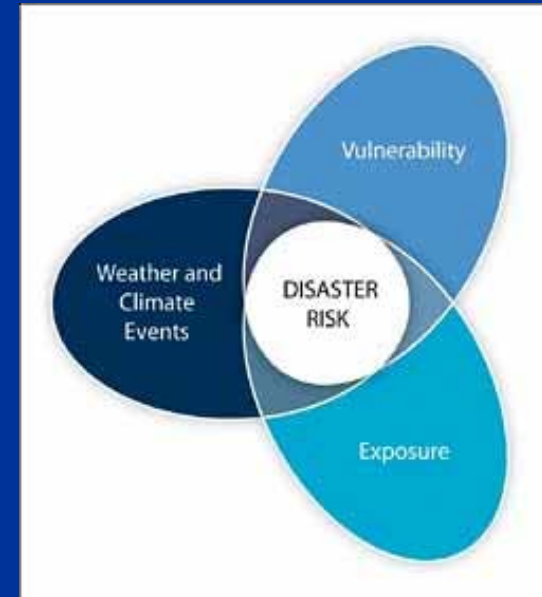 Vulnerability
Weather and
Climate
Events
DISASTER
RISK
Exposure